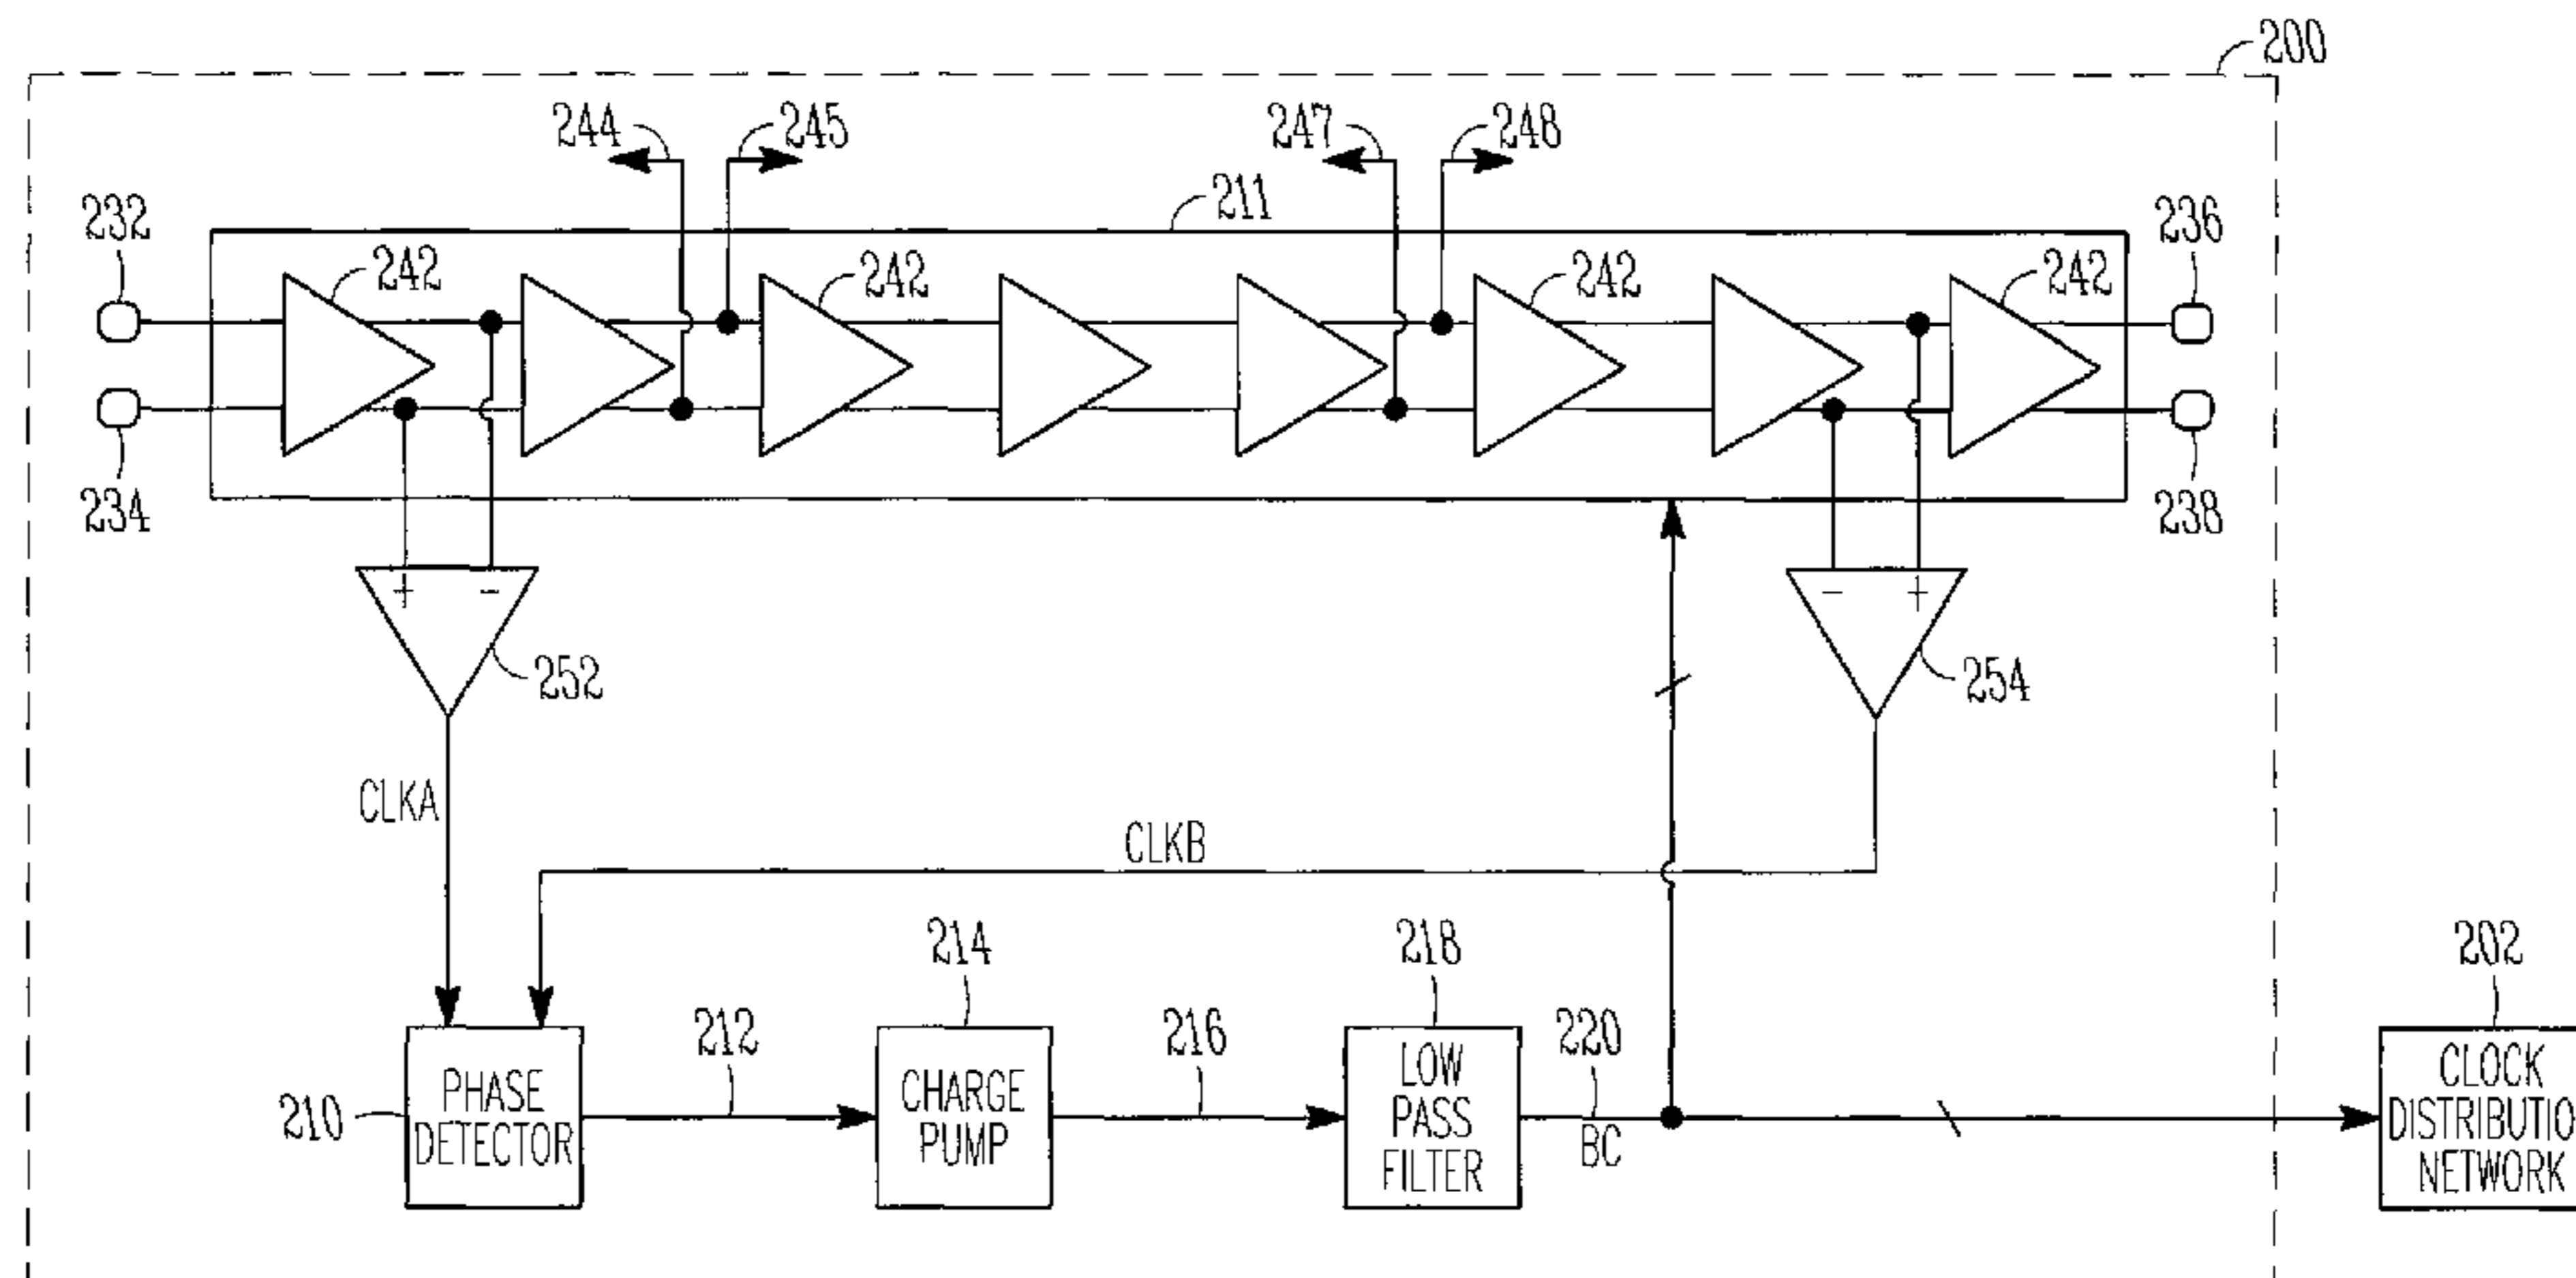 200
244
245
247
248
232
211
236
242
242
242
242
234
238
+
-
-
+
252
254
CLKA
CLKB
214
218
202
212
216
220
210
PHASE
DETECTOR
CHARGE
PUMP
LOW
PASS
FILTER
BC
CLOCK
DISTRIBUTIO
NETWORK